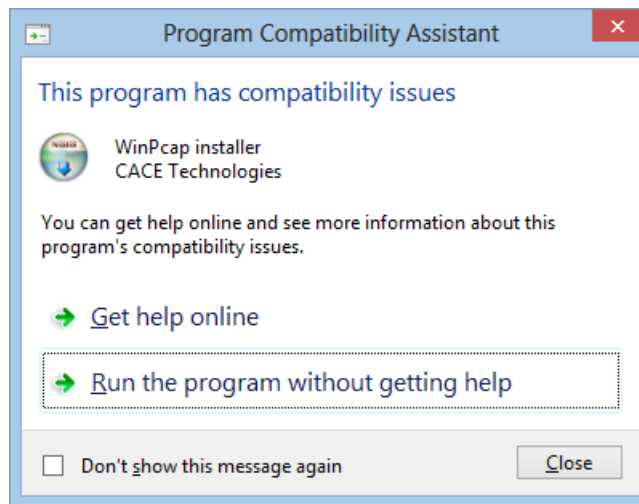 Program Compatibility Assistant
This program has compatibility issues
WinPcap installer
CACE Technologies
You can get help online and see more information about this
program's compatibility issues.
Get help online
Run the program without getting help
Don't show this message again
Close